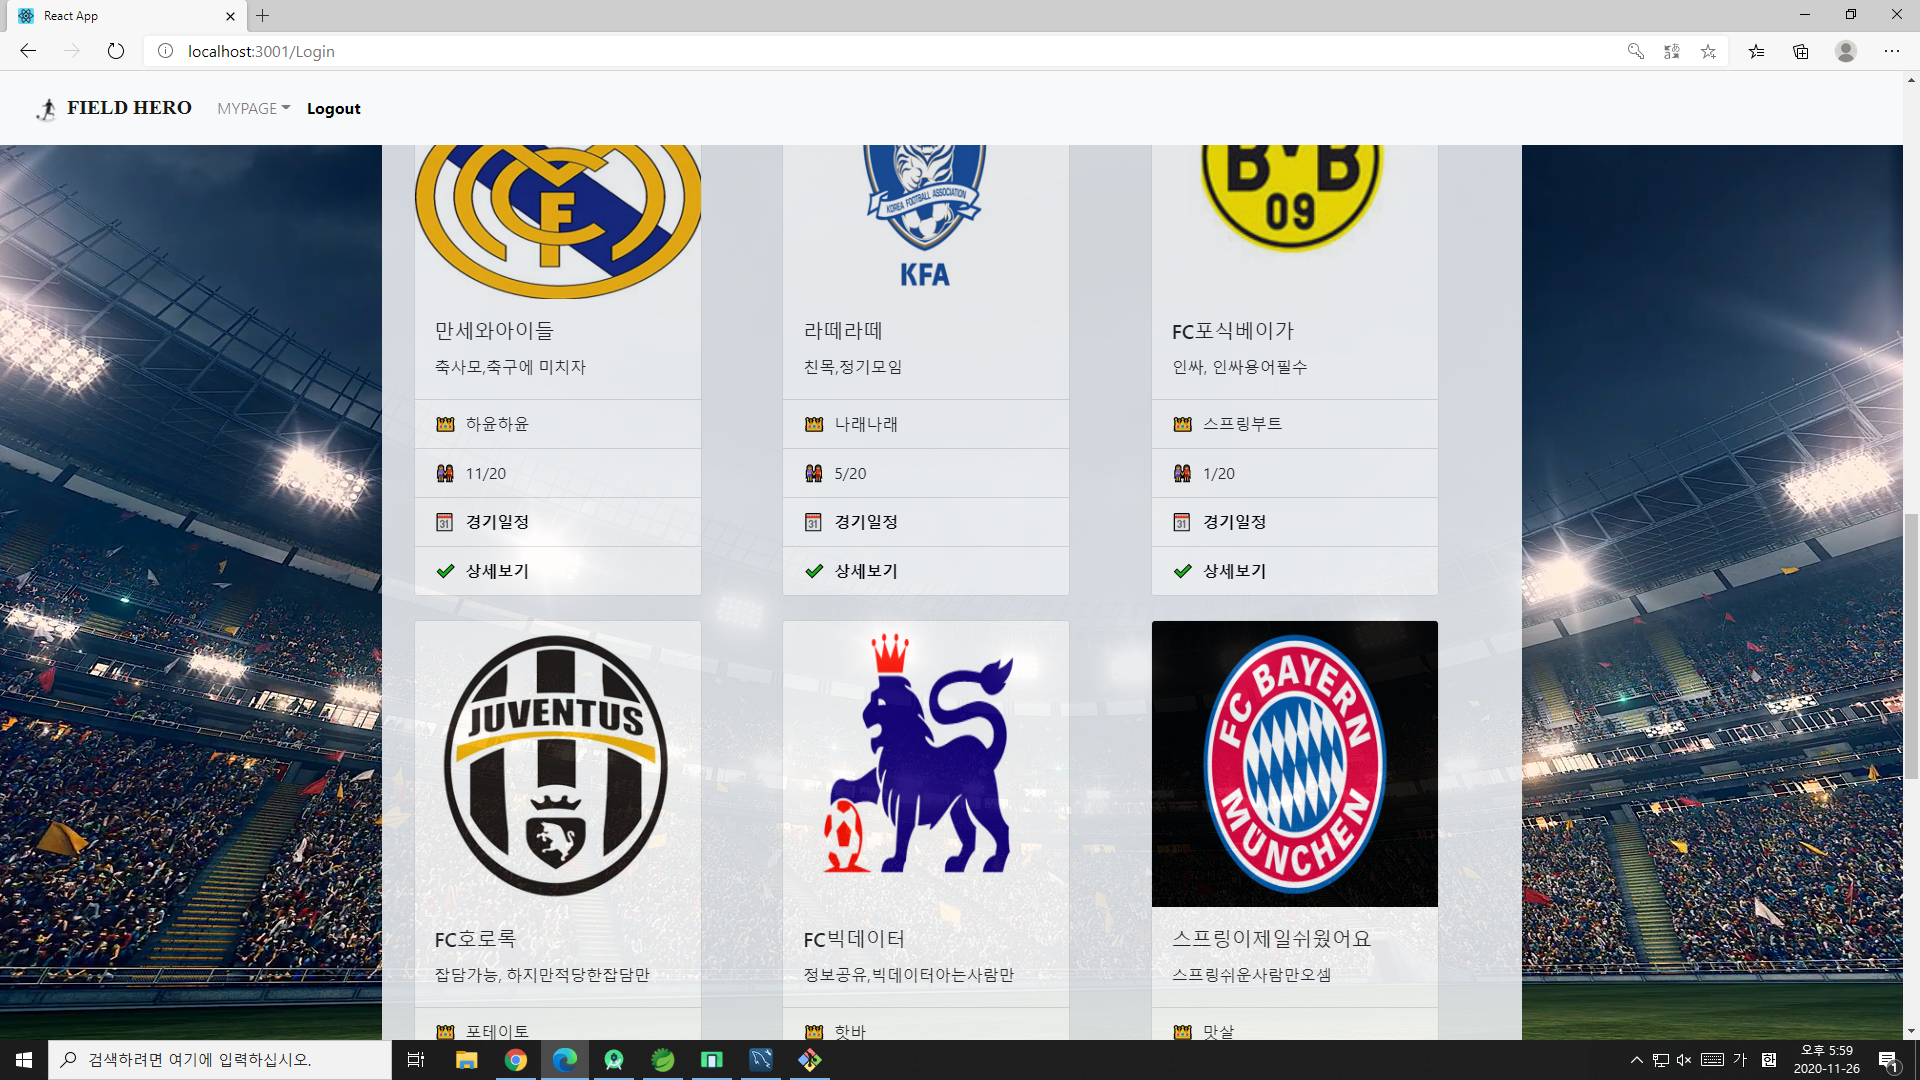 React App
localhost:3001/Login
FIELD HERO
MYPAGE
Logout
F
KOREA FOOTBALL ASSOCIATION
KFA
BVB
09
만세와아이들
라떼라떼
FC포식베이가
축사모,축구에 미치자
친목,정기모임
인싸, 인싸용어필수
하윤하윤
나래나래
스프링부트
11/20
5/20
1/20
31 경기일정
31 경기일정
31 경기일정
상세보기
상세보기
상세보기
JUVENTUS
FC BAYERN
MÜNCHEN
FC호로록
FC빅데이터
스프링이제일쉬웠어요
잡담가능, 하지만적당한잡담만
정보공유,빅데이터아는사람만
스프링쉬운사람만오셈
포테이토
핫바
맛살
검색하려면 여기에 입력하십시오.
가
한
오후 5:59
2020-11-26
1